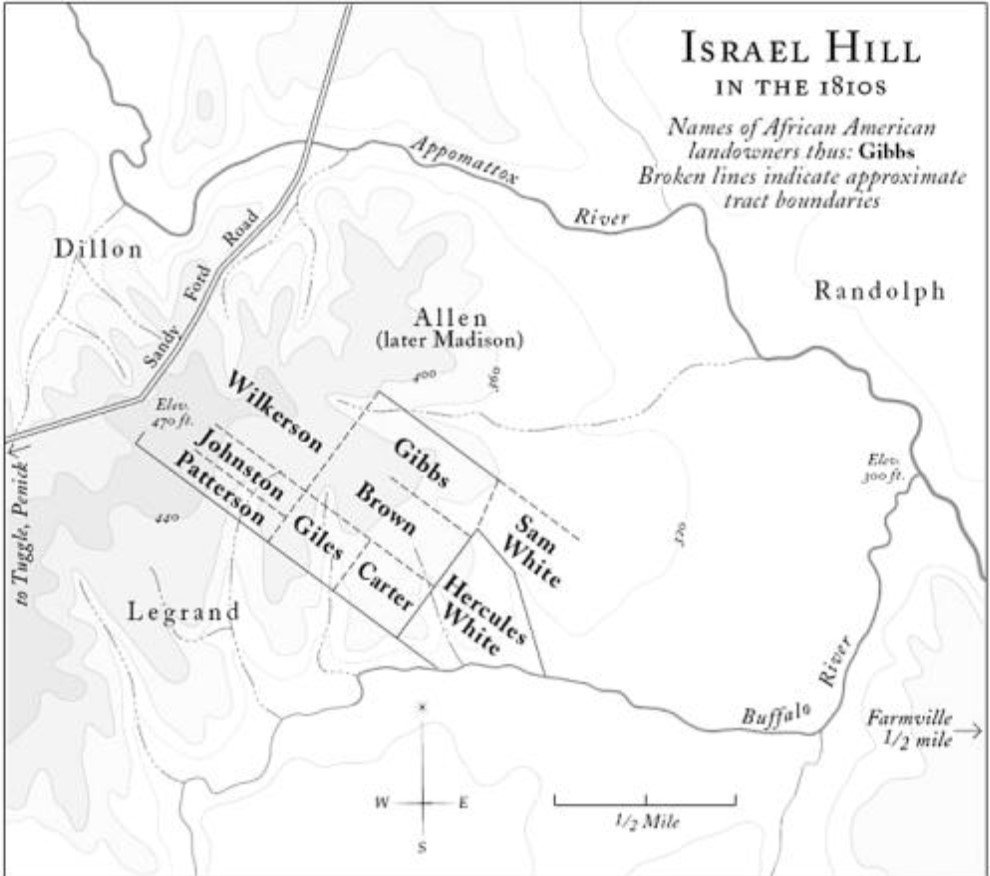 ISRAEL HILL
IN THE 1810S
Names of African American
landowners thus: Gibbs
Broken lines indicate approximate
tract boundaries
Appomattox
River
Dillon
Sandy Ford Road
Randolph
Allen
(later Madison)
400
360
Elev.
470 ft.
Wilkerson
Gibbs
Johnston
Patterson
Brown
Elev.
300 ft.
440
Giles
Sam
White
320
to Tuggle, Penick
Carter
Hercules
White
Legrand
Buffalo River
Farmville
1/2 mile
W E
S
1/2 Mile